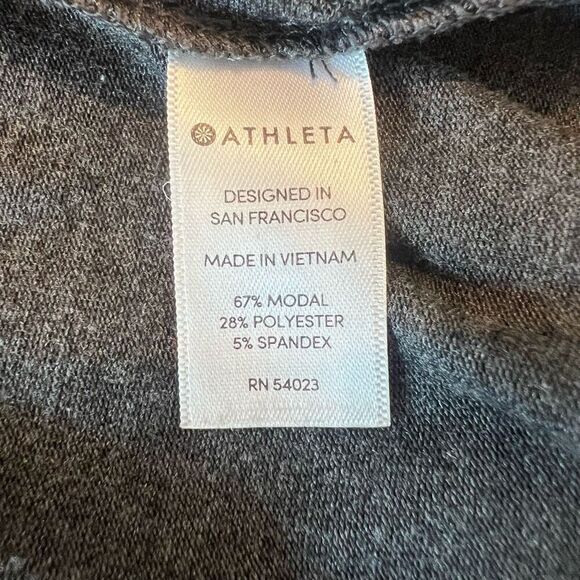 ATHLETA
DESIGNED IN
SAN FRANCISCO
MADE IN VIETNAM
67% MODAL
28% POLYESTER
5% SPANDEX
RN 54023